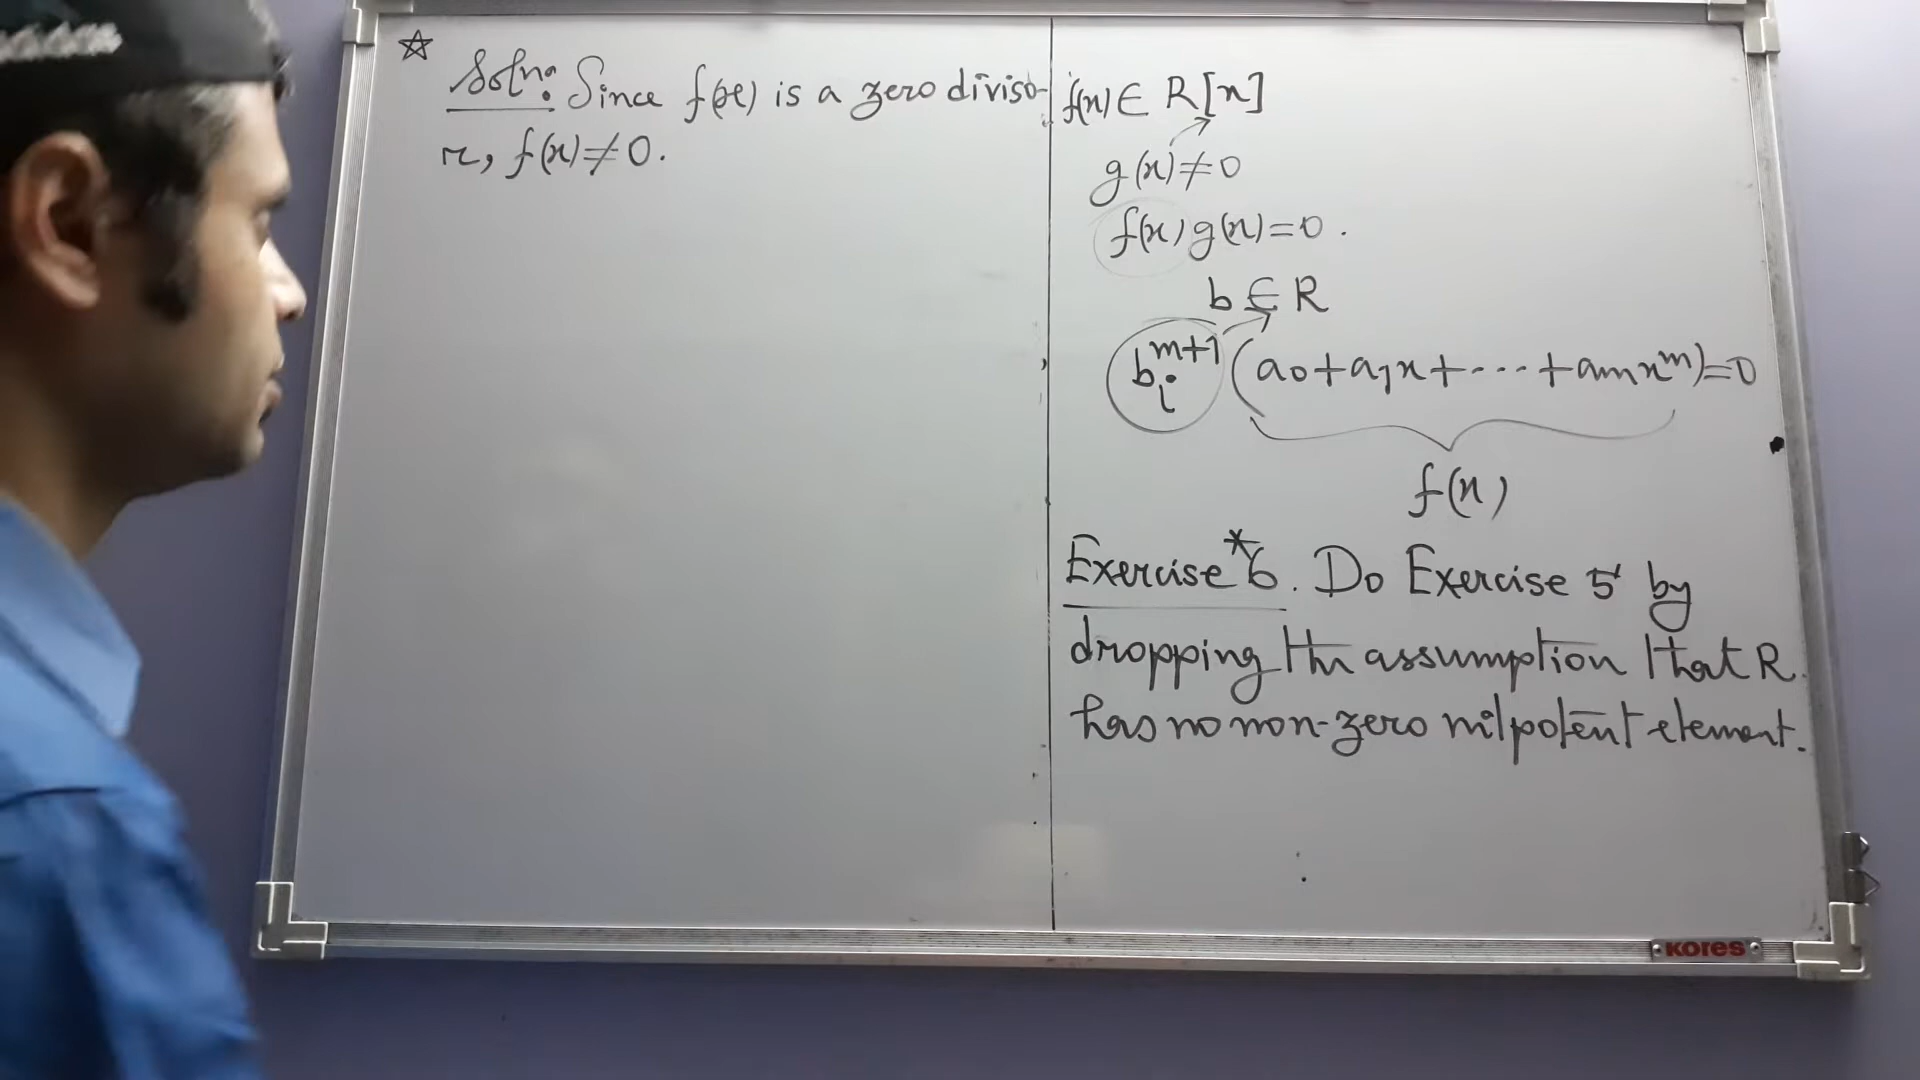 ☆
Soln: Since f(x) is a zero diviso-
r, f(x)≠0.
f(x) ∈ R[x]
g(x)≠0
f(x)g(x)=0.
b ∈ R
b_i^{m+1} (a0+a1x+⋯+amx^m)=0
f(x)
Exercise *6. Do Exercise 5 by
dropping the assumption that R
has no non-zero nilpotent element.
KORES